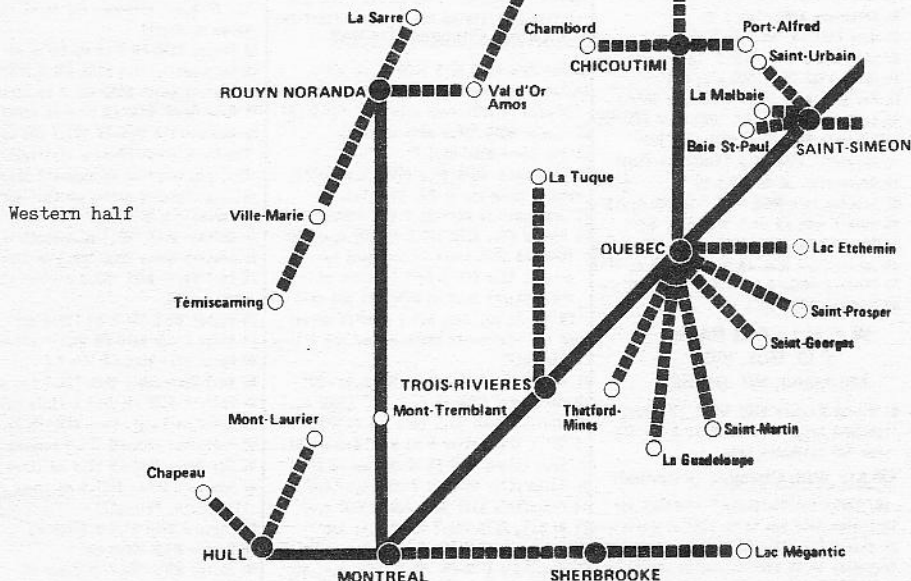 La Sarre
Chambord
Port-Alfred
CHICOUTIMI
Saint-Urbain
ROUYN NORANDA
Val d'Or
Amos
La Malbaie
Baie St-Paul
SAINT-SIMEON
La Tuque
Western half
Ville-Marie
QUEBEC
Lac Etchemin
Témiscaming
Saint-Prosper
Saint-Georges
TROIS-RIVIERES
Thetford-
Mines
Mont-Laurier
Mont-Tremblant
Saint-Martin
La Guadeloupe
Chapeau
HULL
MONTREAL
SHERBROOKE
Lac Mégantic